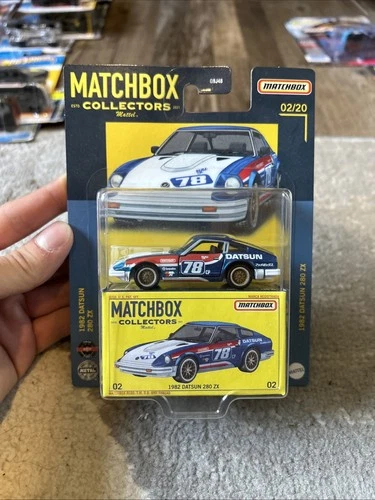 MATCHBOX
COLLECTORS
Mattel
MATCHBOX
02/20
78
1982 DATSUN
280 ZX
DATSUN
78
1982 DATSUN 280 ZX
MATCHBOX
COLLECTORS
Mattel
MATCHBOX
DATSUN
78
02
1982 DATSUN 280 ZX
02